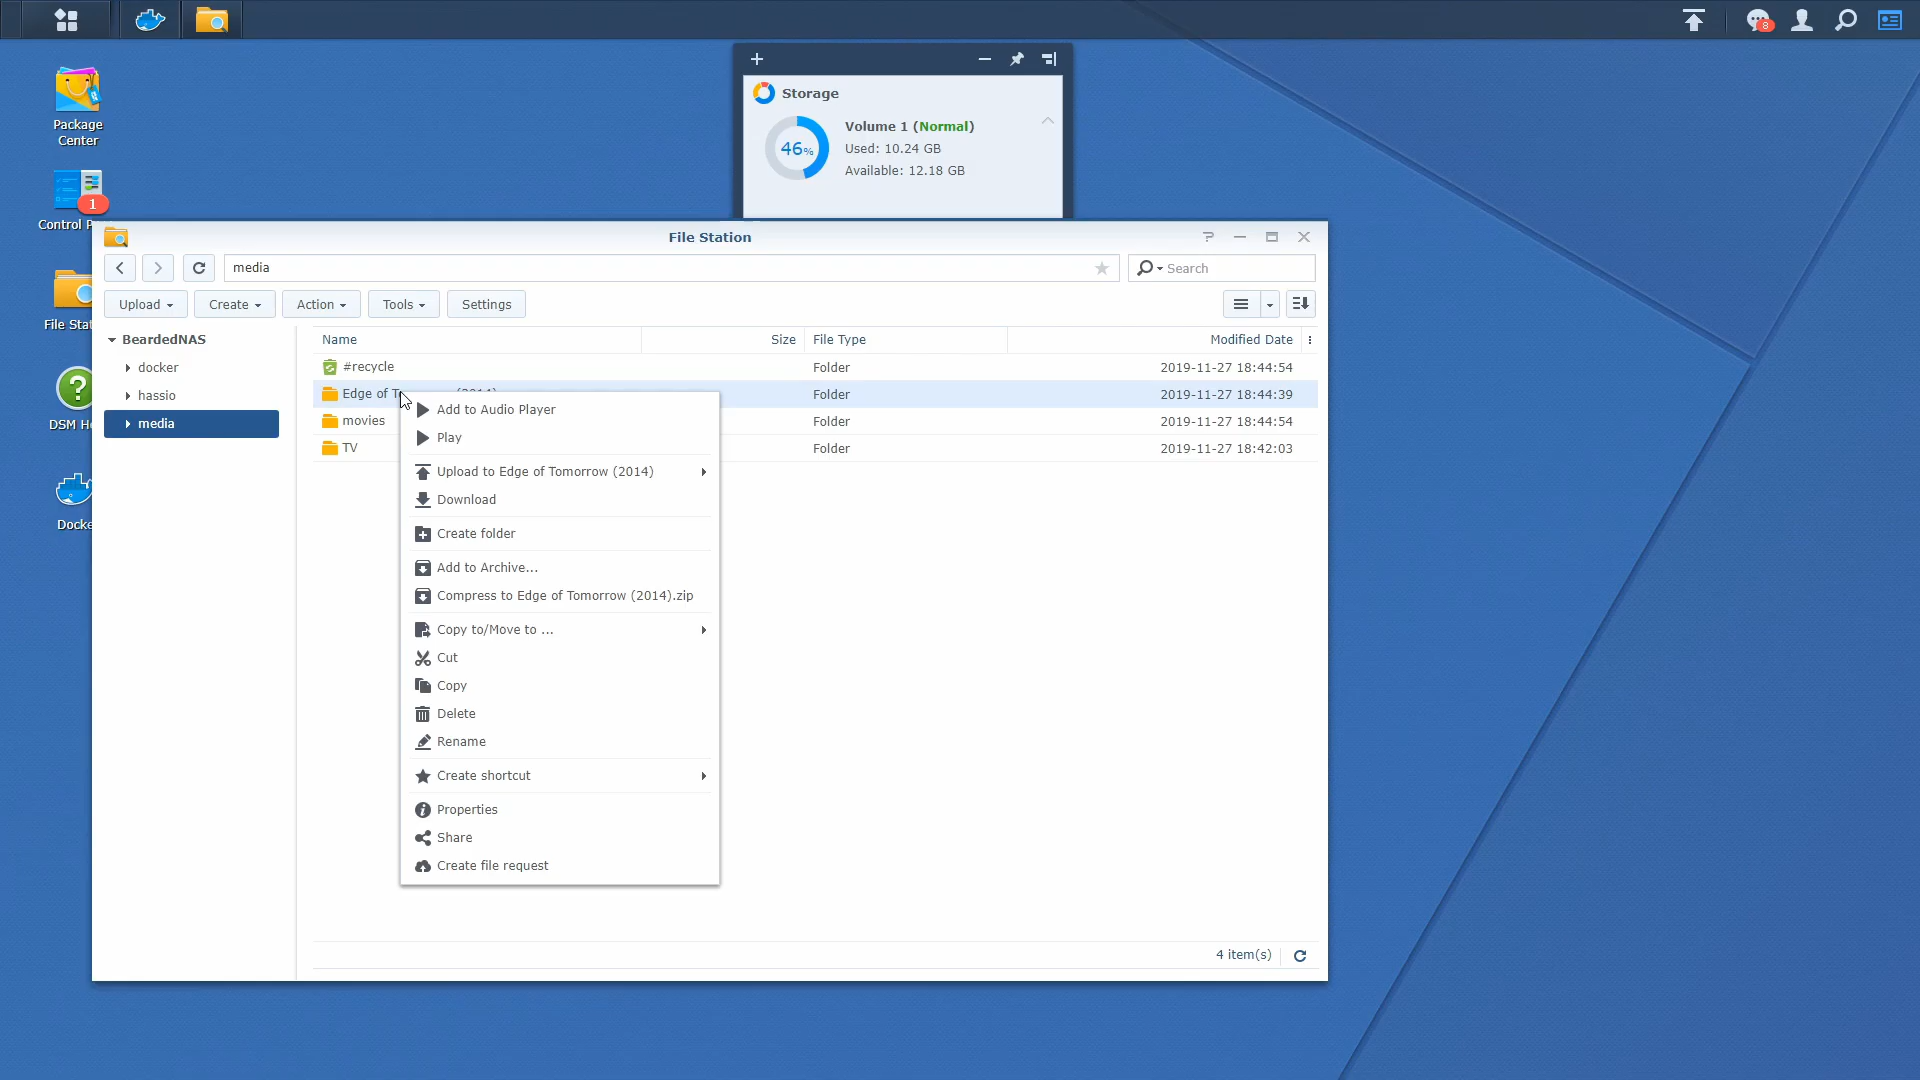 8
Package
Center
1
Control P
File Stat
DSM He
Docke
Storage
46%
Volume 1 (Normal)
Used: 10.24 GB
Available: 12.18 GB
File Station
media
Search
Upload
Create
Action
Tools
Settings
BeardedNAS
docker
hassio
media
Name
Size
File Type
Modified Date
#recycle
Folder
2019-11-27 18:44:54
Edge of T
(2014)
Folder
2019-11-27 18:44:39
movies
Folder
2019-11-27 18:44:54
TV
Folder
2019-11-27 18:42:03
Add to Audio Player
Play
Upload to Edge of Tomorrow (2014)
Download
Create folder
Add to Archive...
Compress to Edge of Tomorrow (2014).zip
Copy to/Move to ...
Cut
Copy
Delete
Rename
Create shortcut
Properties
Share
Create file request
4 item(s)